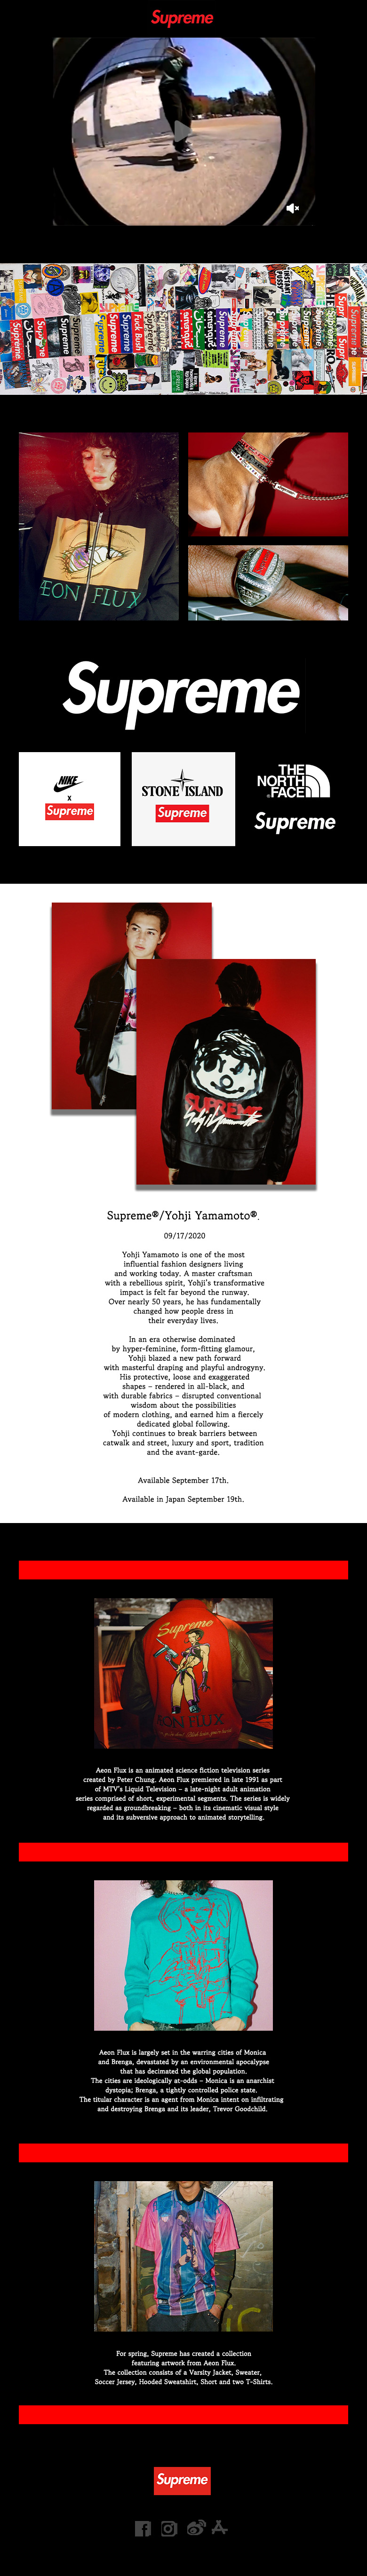 Supreme
ÆON FLUX
Supreme
NIKE
x
Supreme
STONE ISLAND
Supreme
THE
NORTH
FACE
Supreme
SUPREME
Yohji Yamamoto
Supreme®/Yohji Yamamoto®.
09/17/2020
Yohji Yamamoto is one of the most
influential fashion designers living
and working today. A master craftsman
with a rebellious spirit, Yohji's transformative
impact is felt far beyond the runway.
Over nearly 50 years, he has fundamentally
changed how people dress in
their everyday lives.
In an era otherwise dominated
by hyper-feminine, form-fitting glamour,
Yohji blazed a new path forward
with masterful draping and playful androgyny.
His protective, loose and exaggerated
shapes – rendered in all-black, and
with durable fabrics – disrupted conventional
wisdom about the possibilities
of modern clothing, and earned him a fiercely
dedicated global following.
Yohji continues to break barriers between
catwalk and street, luxury and sport, tradition
and the avant-garde.
Available September 17th.
Available in Japan September 19th.
Supreme
ÆON FLUX
Aeon Flux is an animated science fiction television series
created by Peter Chung. Aeon Flux premiered in late 1991 as part
of MTV's Liquid Television – a late-night adult animation
series comprised of short, experimental segments. The series is widely
regarded as groundbreaking – both in its cinematic visual style
and its subversive approach to animated storytelling.
Aeon Flux is largely set in the warring cities of Monica
and Brenga, devastated by an environmental apocalypse
that has decimated the global population.
The cities are ideologically at-odds – Monica is an anarchist
dystopia; Brenga, a tightly controlled police state.
The titular character is an agent from Monica intent on infiltrating
and destroying Brenga and its leader, Trevor Goodchild.
For spring, Supreme has created a collection
featuring artwork from Aeon Flux.
The collection consists of a Varsity Jacket, Sweater,
Soccer Jersey, Hooded Sweatshirt, Short and two T-Shirts.
Supreme